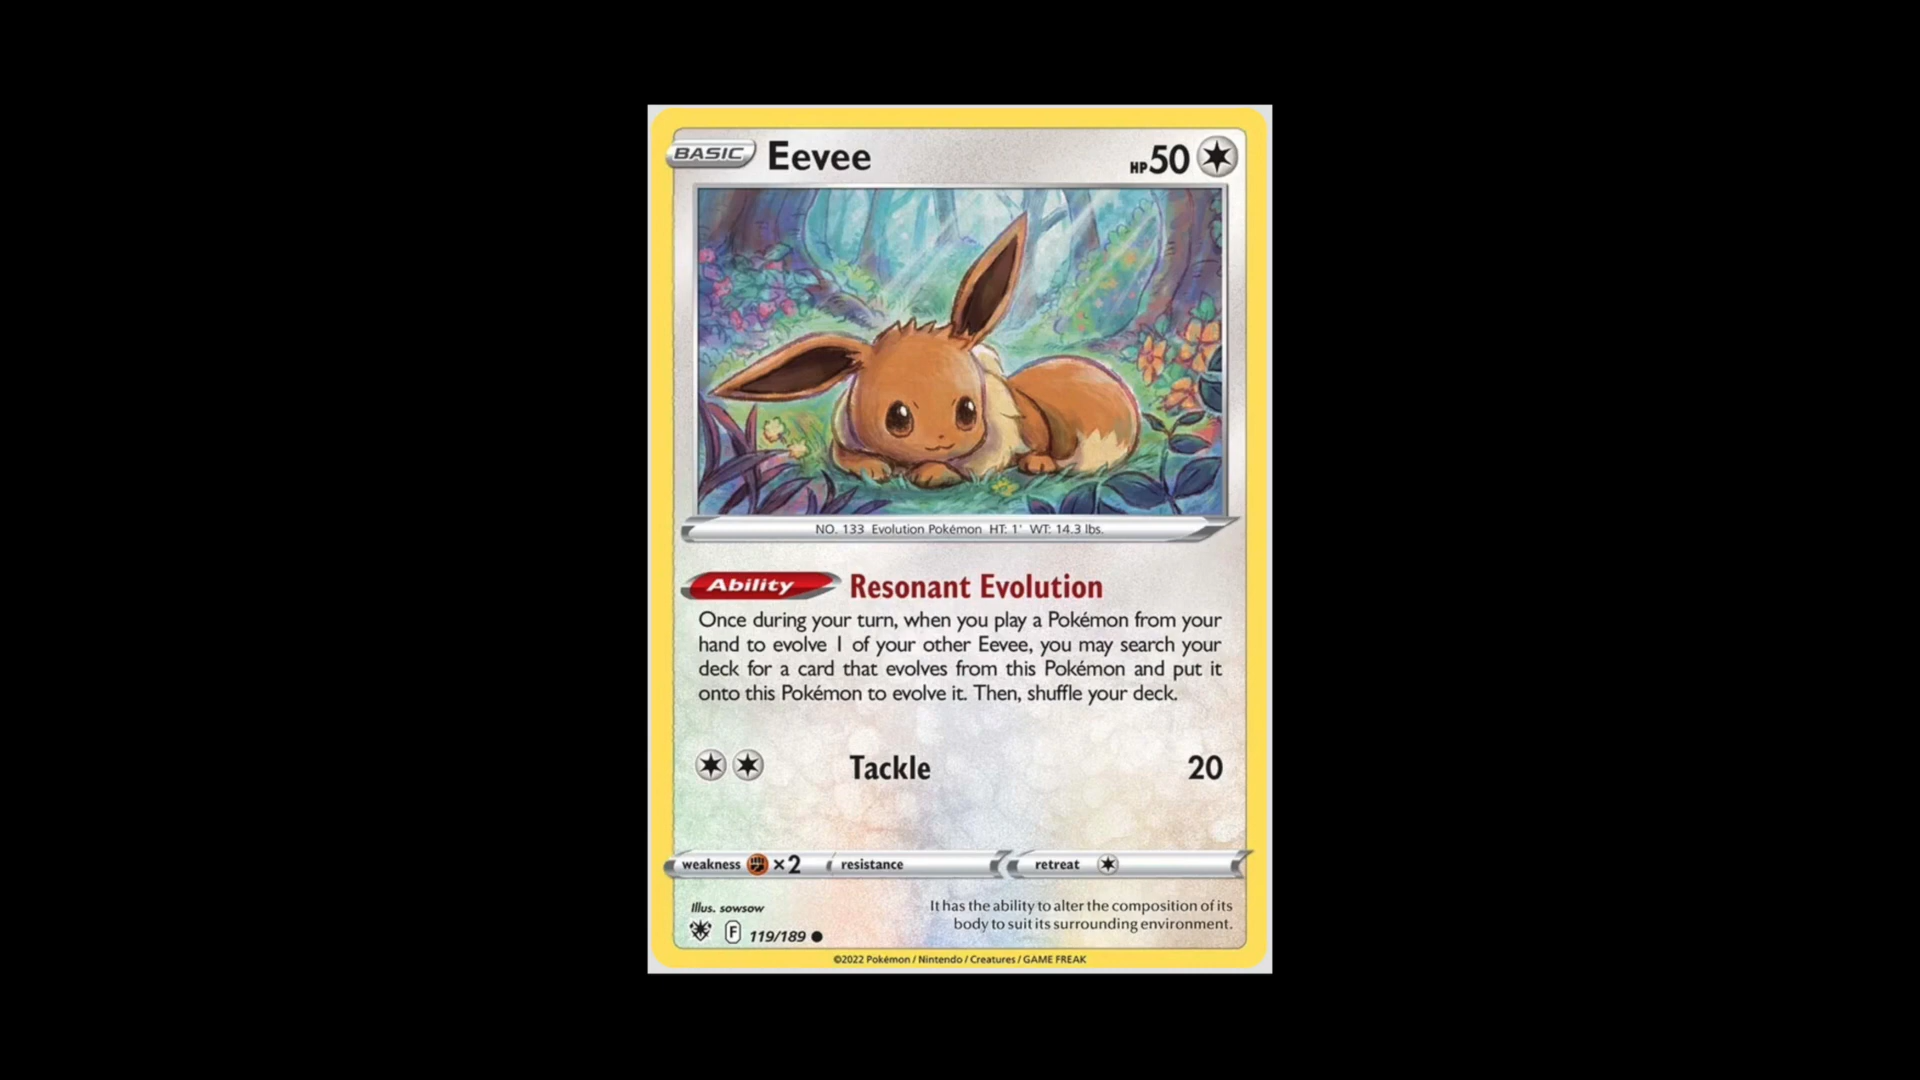 BASIC Eevee HP 50
NO. 133 Evolution Pokémon HT: 1' WT: 14.3 lbs.
Ability Resonant Evolution
Once during your turn, when you play a Pokémon from your
hand to evolve 1 of your other Eevee, you may search your
deck for a card that evolves from this Pokémon and put it
onto this Pokémon to evolve it. Then, shuffle your deck.
Tackle 20
weakness ×2 resistance retreat
Illus. sowsow
It has the ability to alter the composition of its
body to suit its surrounding environment.
F 119/189
©2022 Pokémon / Nintendo / Creatures / GAME FREAK